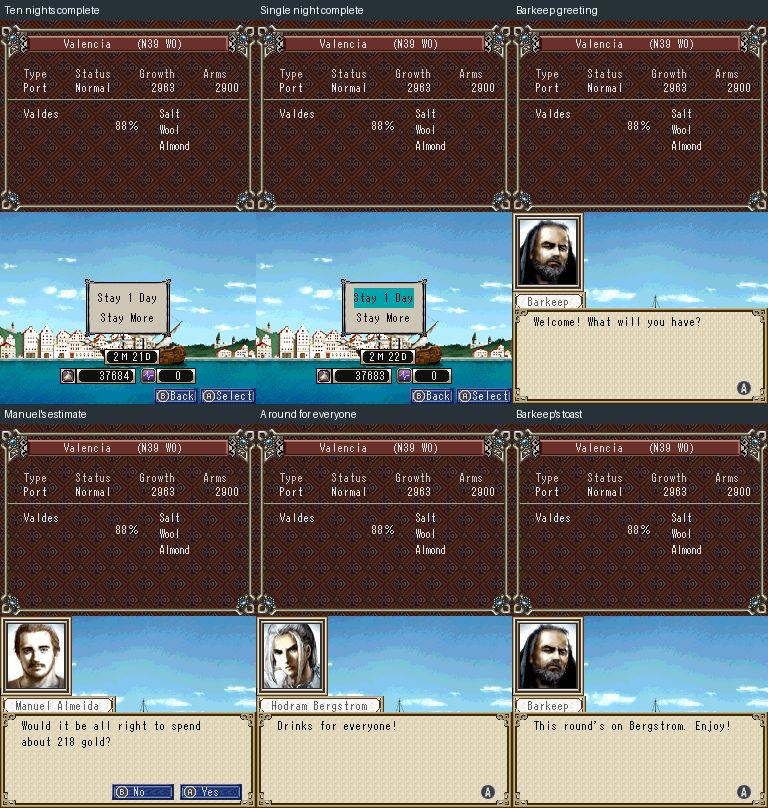 Ten nights complete
Valencia (N39 W0)
Type Status Growth Arms
Port Normal 2963 2900
Valdes
88%
Salt
Wool
Almond
Stay 1 Day
Stay More
2M 21D
37684 0
B Back A Select
Single night complete
Valencia (N39 W0)
Type Status Growth Arms
Port Normal 2963 2900
Valdes
88%
Salt
Wool
Almond
Stay 1 Day
Stay More
2M 22D
37683 0
B Back A Select
Barkeep greeting
Valencia (N39 W0)
Type Status Growth Arms
Port Normal 2963 2900
Valdes
88%
Salt
Wool
Almond
Barkeep
Welcome! What will you have?
A
Manuel's estimate
Valencia (N39 W0)
Type Status Growth Arms
Port Normal 2963 2900
Valdes
88%
Salt
Wool
Almond
Manuel Almeida
Would it be all right to spend
about 218 gold?
B No A Yes
A round for everyone
Valencia (N39 W0)
Type Status Growth Arms
Port Normal 2963 2900
Valdes
88%
Salt
Wool
Almond
Hodram Bergstrom
Drinks for everyone!
A
Barkeep's toast
Valencia (N39 W0)
Type Status Growth Arms
Port Normal 2963 2900
Valdes
88%
Salt
Wool
Almond
Barkeep
This round's on Bergstrom. Enjoy!
A